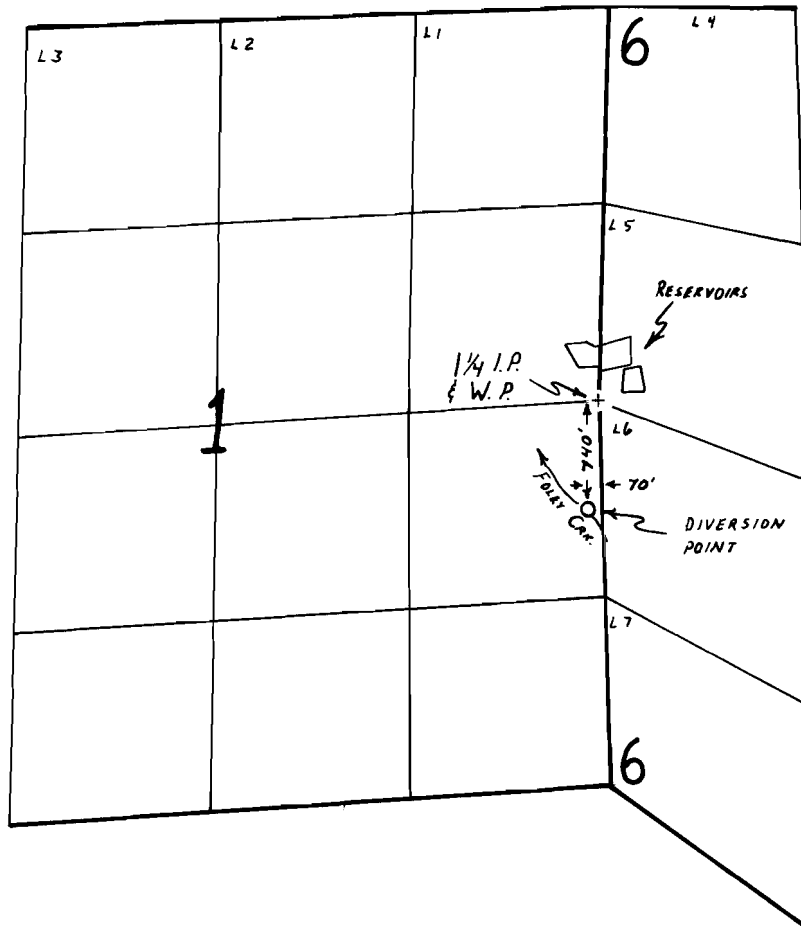 L3
L2
L1
6
L4
L5
RESERVOIRS
1¼ I.P.
& W.P.
1
L6
740'
70'
FOLEY CRK.
DIVERSION
POINT
L7
6